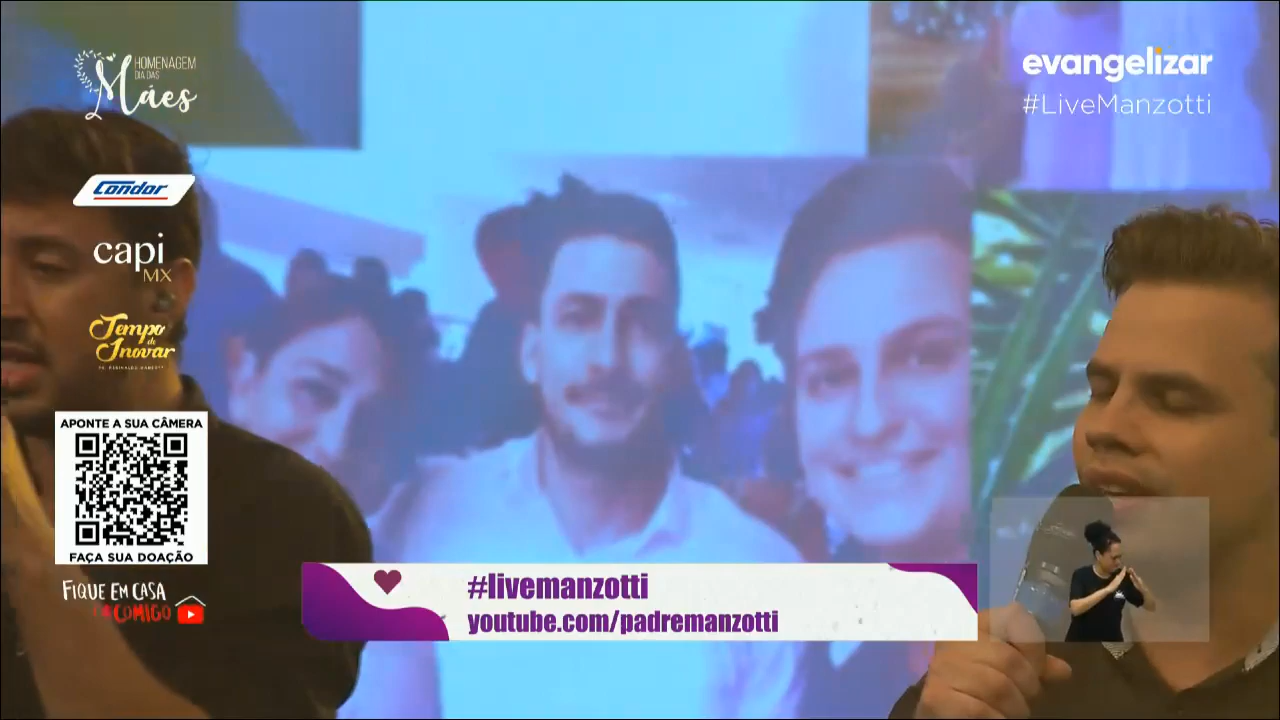 HOMENAGEM
DIA DAS
Mães
evangelizar
#LiveManzotti
Condor
capi
MX
Tempo
de
Inovar
APONTE A SUA CÂMERA
FAÇA SUA DOAÇÃO
FIQUE EM CASA
COMIGO
#livemanzotti
youtube.com/padremanzotti